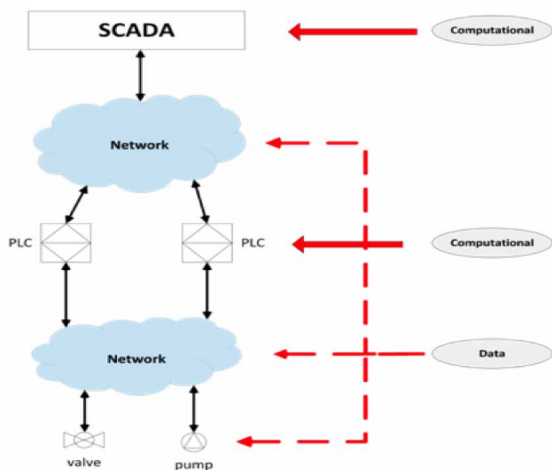 SCADA
Computational
Network
PLC
PLC
Computational
Network
Data
valve
pump